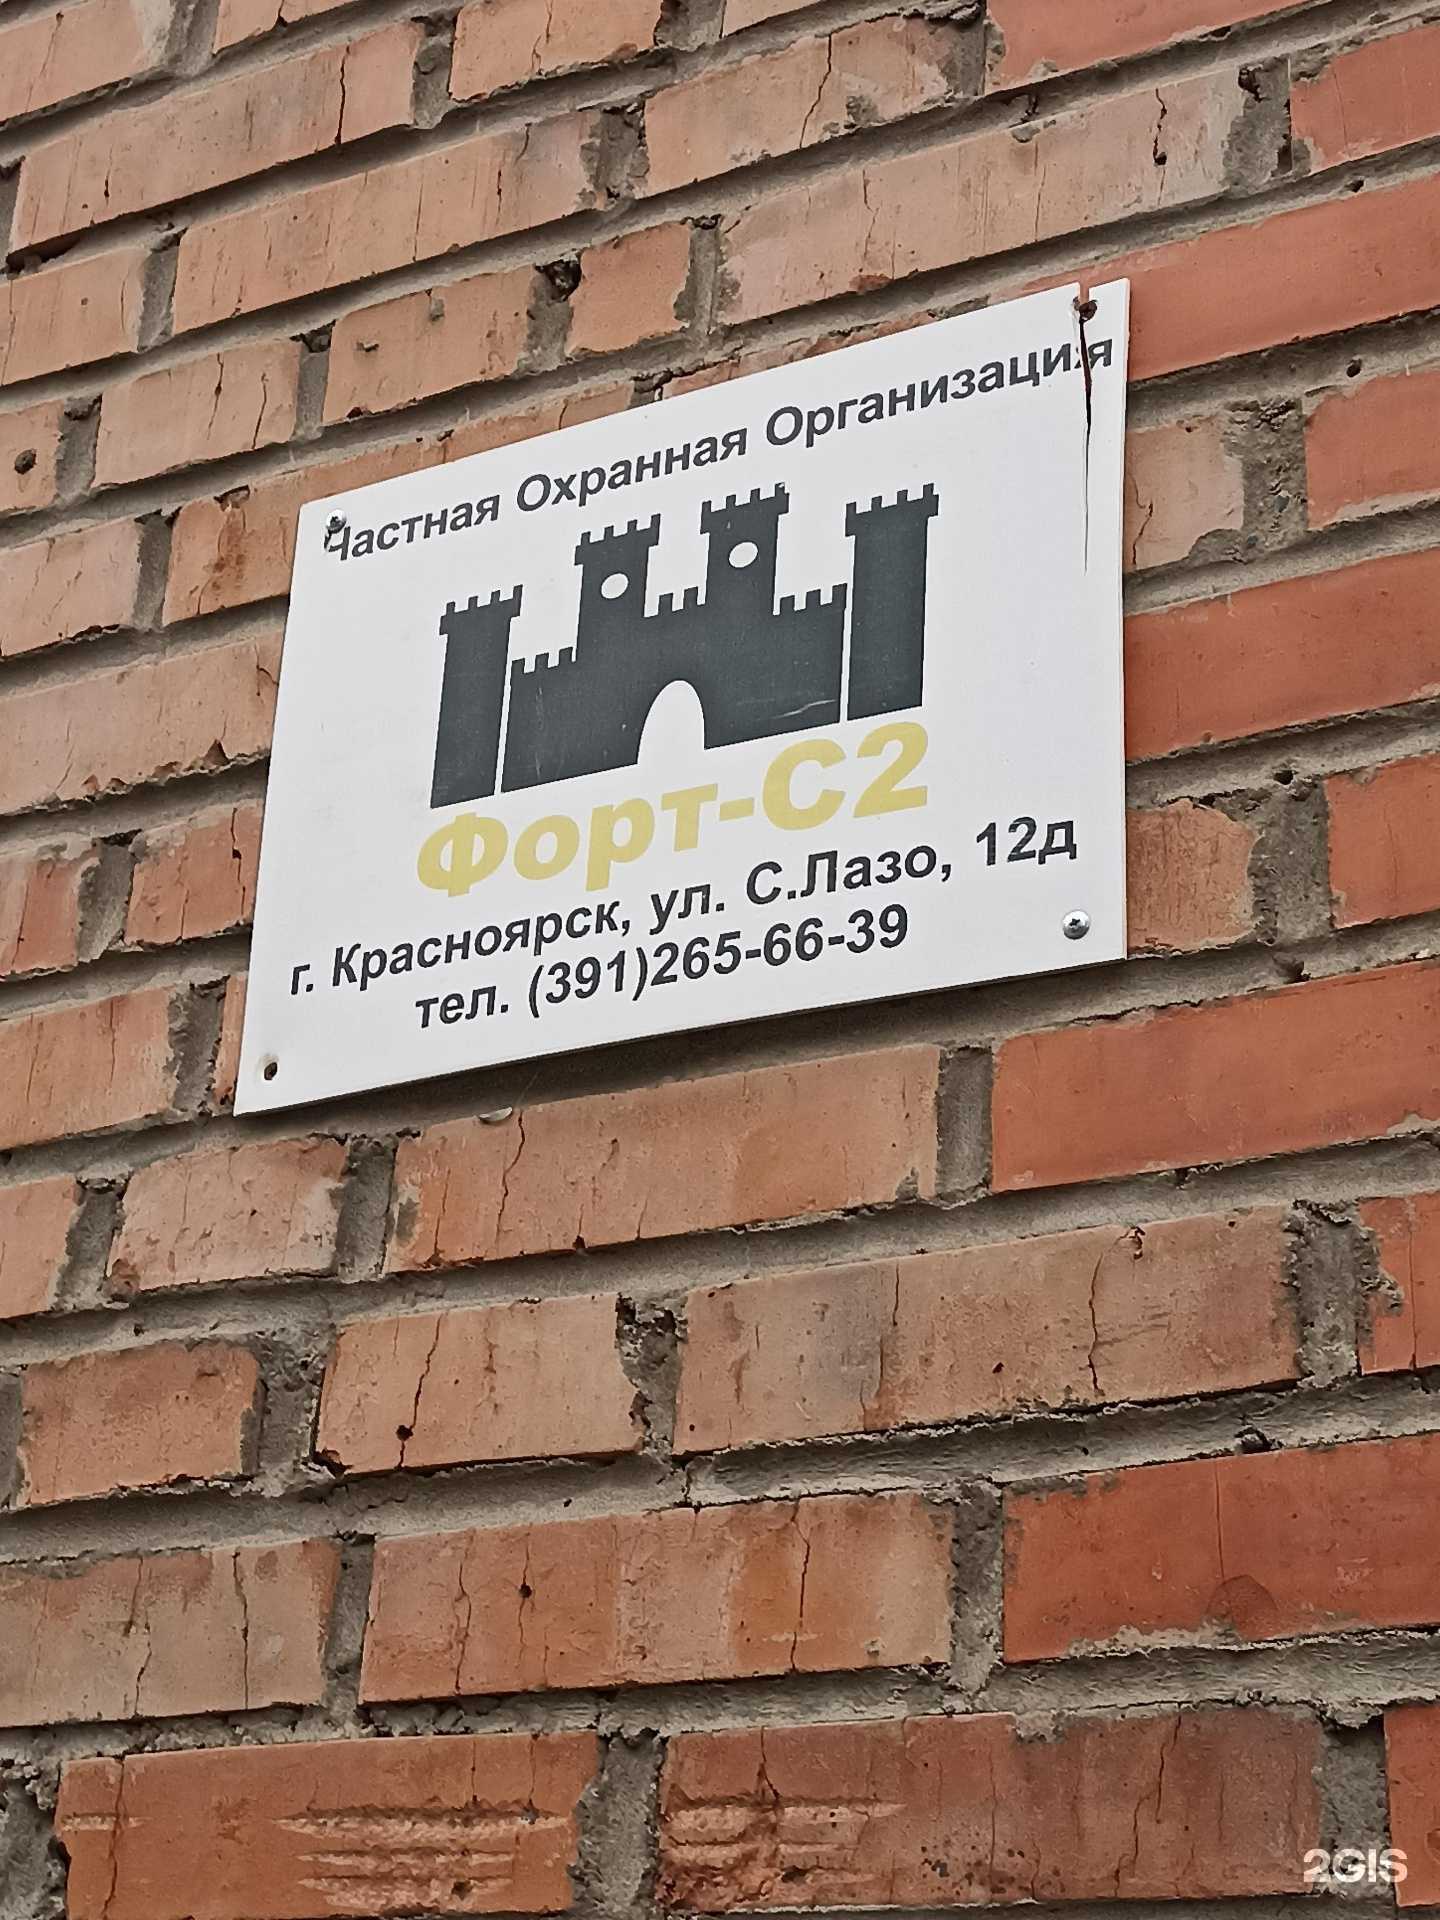 Частная Охранная Организация
Форт-С2
г. Красноярск, ул. С.Лазо, 12д
тел. (391)265-66-39
2GIS